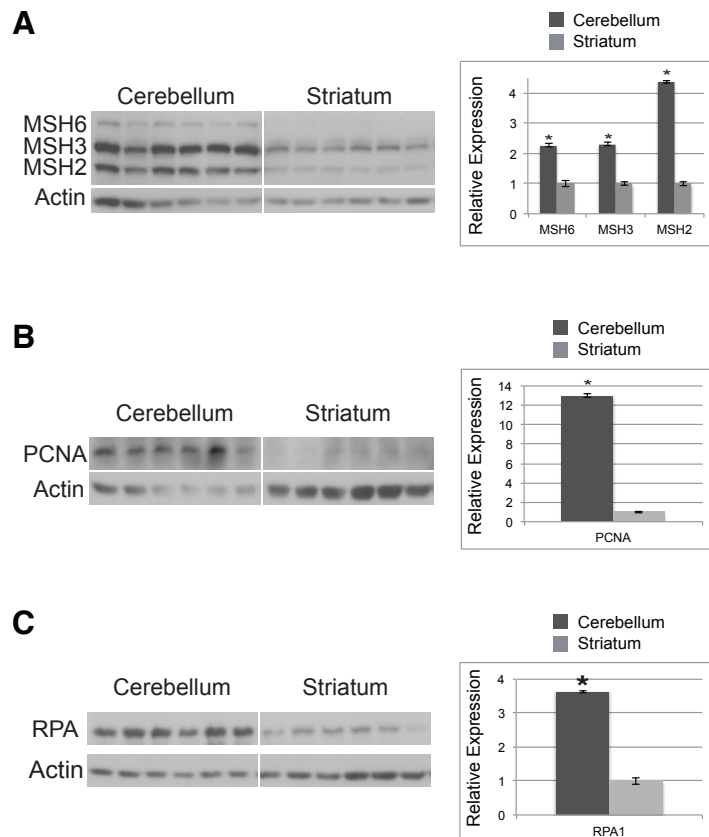 A
Cerebellum
Striatum
Cerebellum Striatum
MSH6
MSH3
MSH2
Actin
Relative Expression
4
3
2
1
0
* * *
MSH6 MSH3 MSH2
B
Cerebellum
Striatum
Cerebellum Striatum
PCNA
Actin
Relative Expression
14
12
10
8
6
4
2
0
*
PCNA
C
Cerebellum
Striatum
Cerebellum Striatum
RPA
Actin
Relative Expression
4
3
2
1
0
*
RPA1